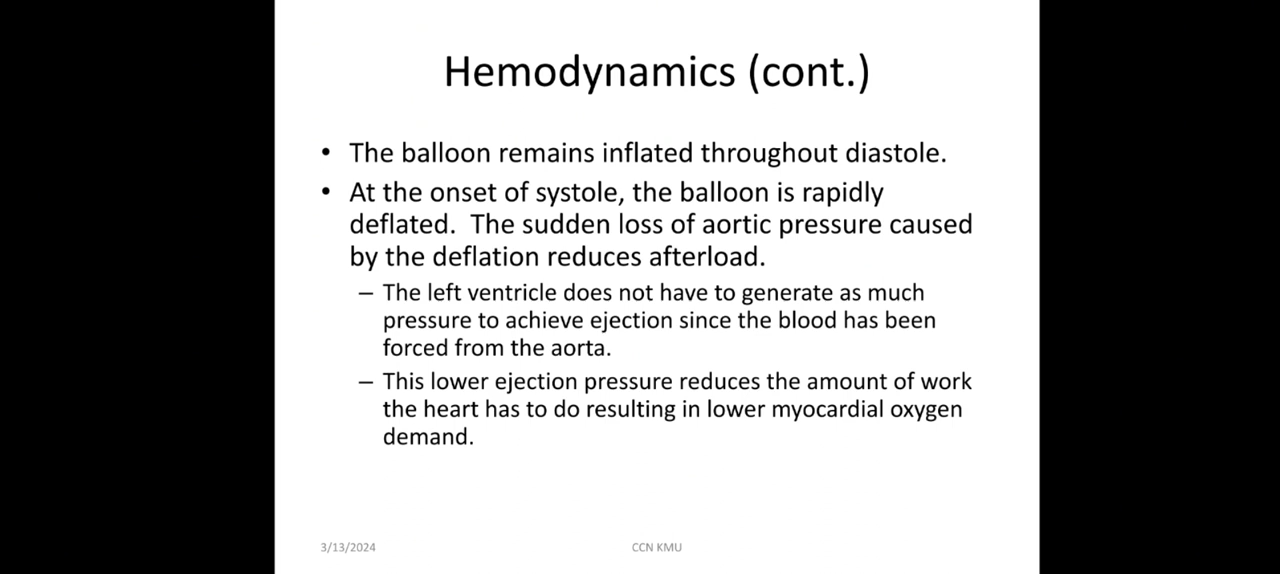 Hemodynamics (cont.)
• The balloon remains inflated throughout diastole.
• At the onset of systole, the balloon is rapidly
deflated.  The sudden loss of aortic pressure caused
by the deflation reduces afterload.
– The left ventricle does not have to generate as much
pressure to achieve ejection since the blood has been
forced from the aorta.
– This lower ejection pressure reduces the amount of work
the heart has to do resulting in lower myocardial oxygen
demand.
3/13/2024
CCN KMU